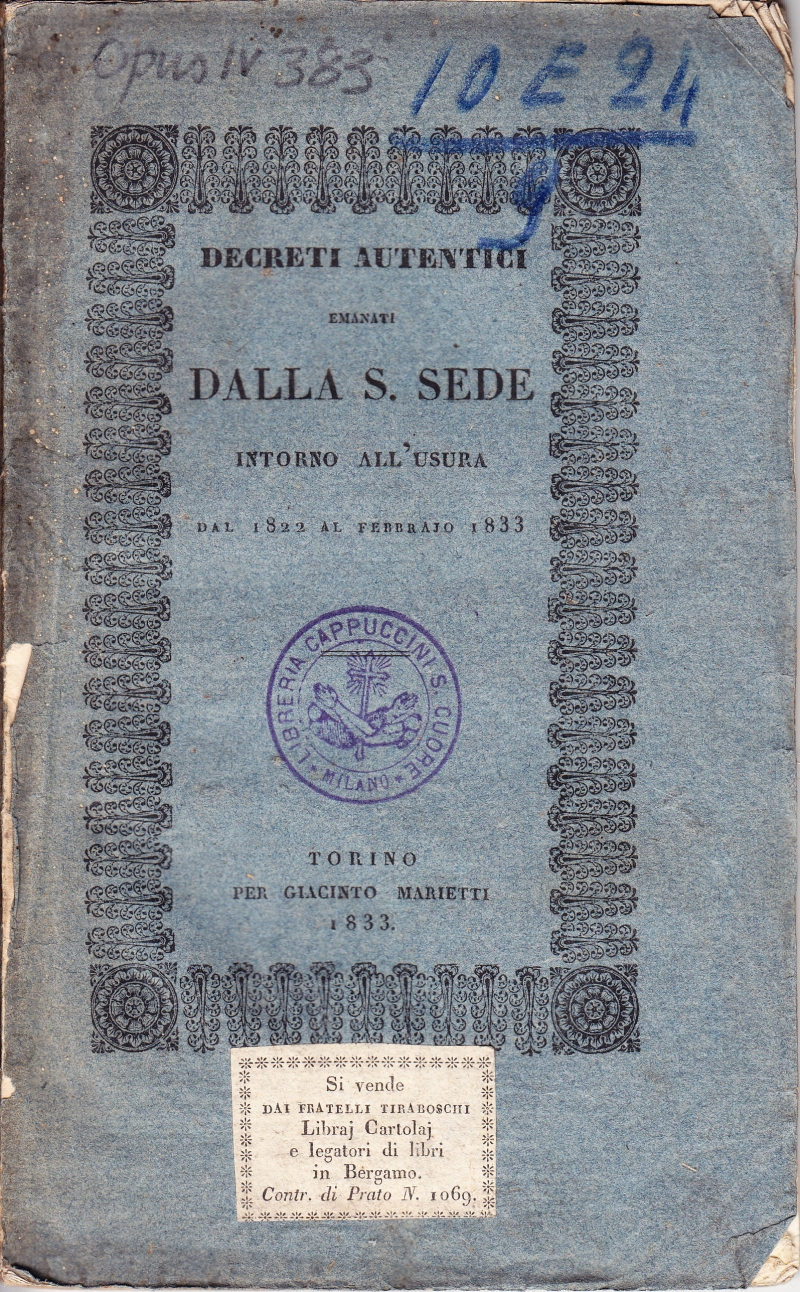 Opus IV 383
10 E 24
9
DECRETI AUTENTICI
EMANATI
DALLA S. SEDE
INTORNO ALL'USURA
DAL 1822 AL FEBBRAJO 1833
LIBRERIA CAPPUCCINI S. CUORE
* MILANO *
TORINO
PER GIACINTO MARIETTI
1833.
Si vende
DAI FRATELLI TIRABOSCHI
Libraj Cartolaj
e legatori di libri
in Bergamo.
Contr. di Prato N. 1069.